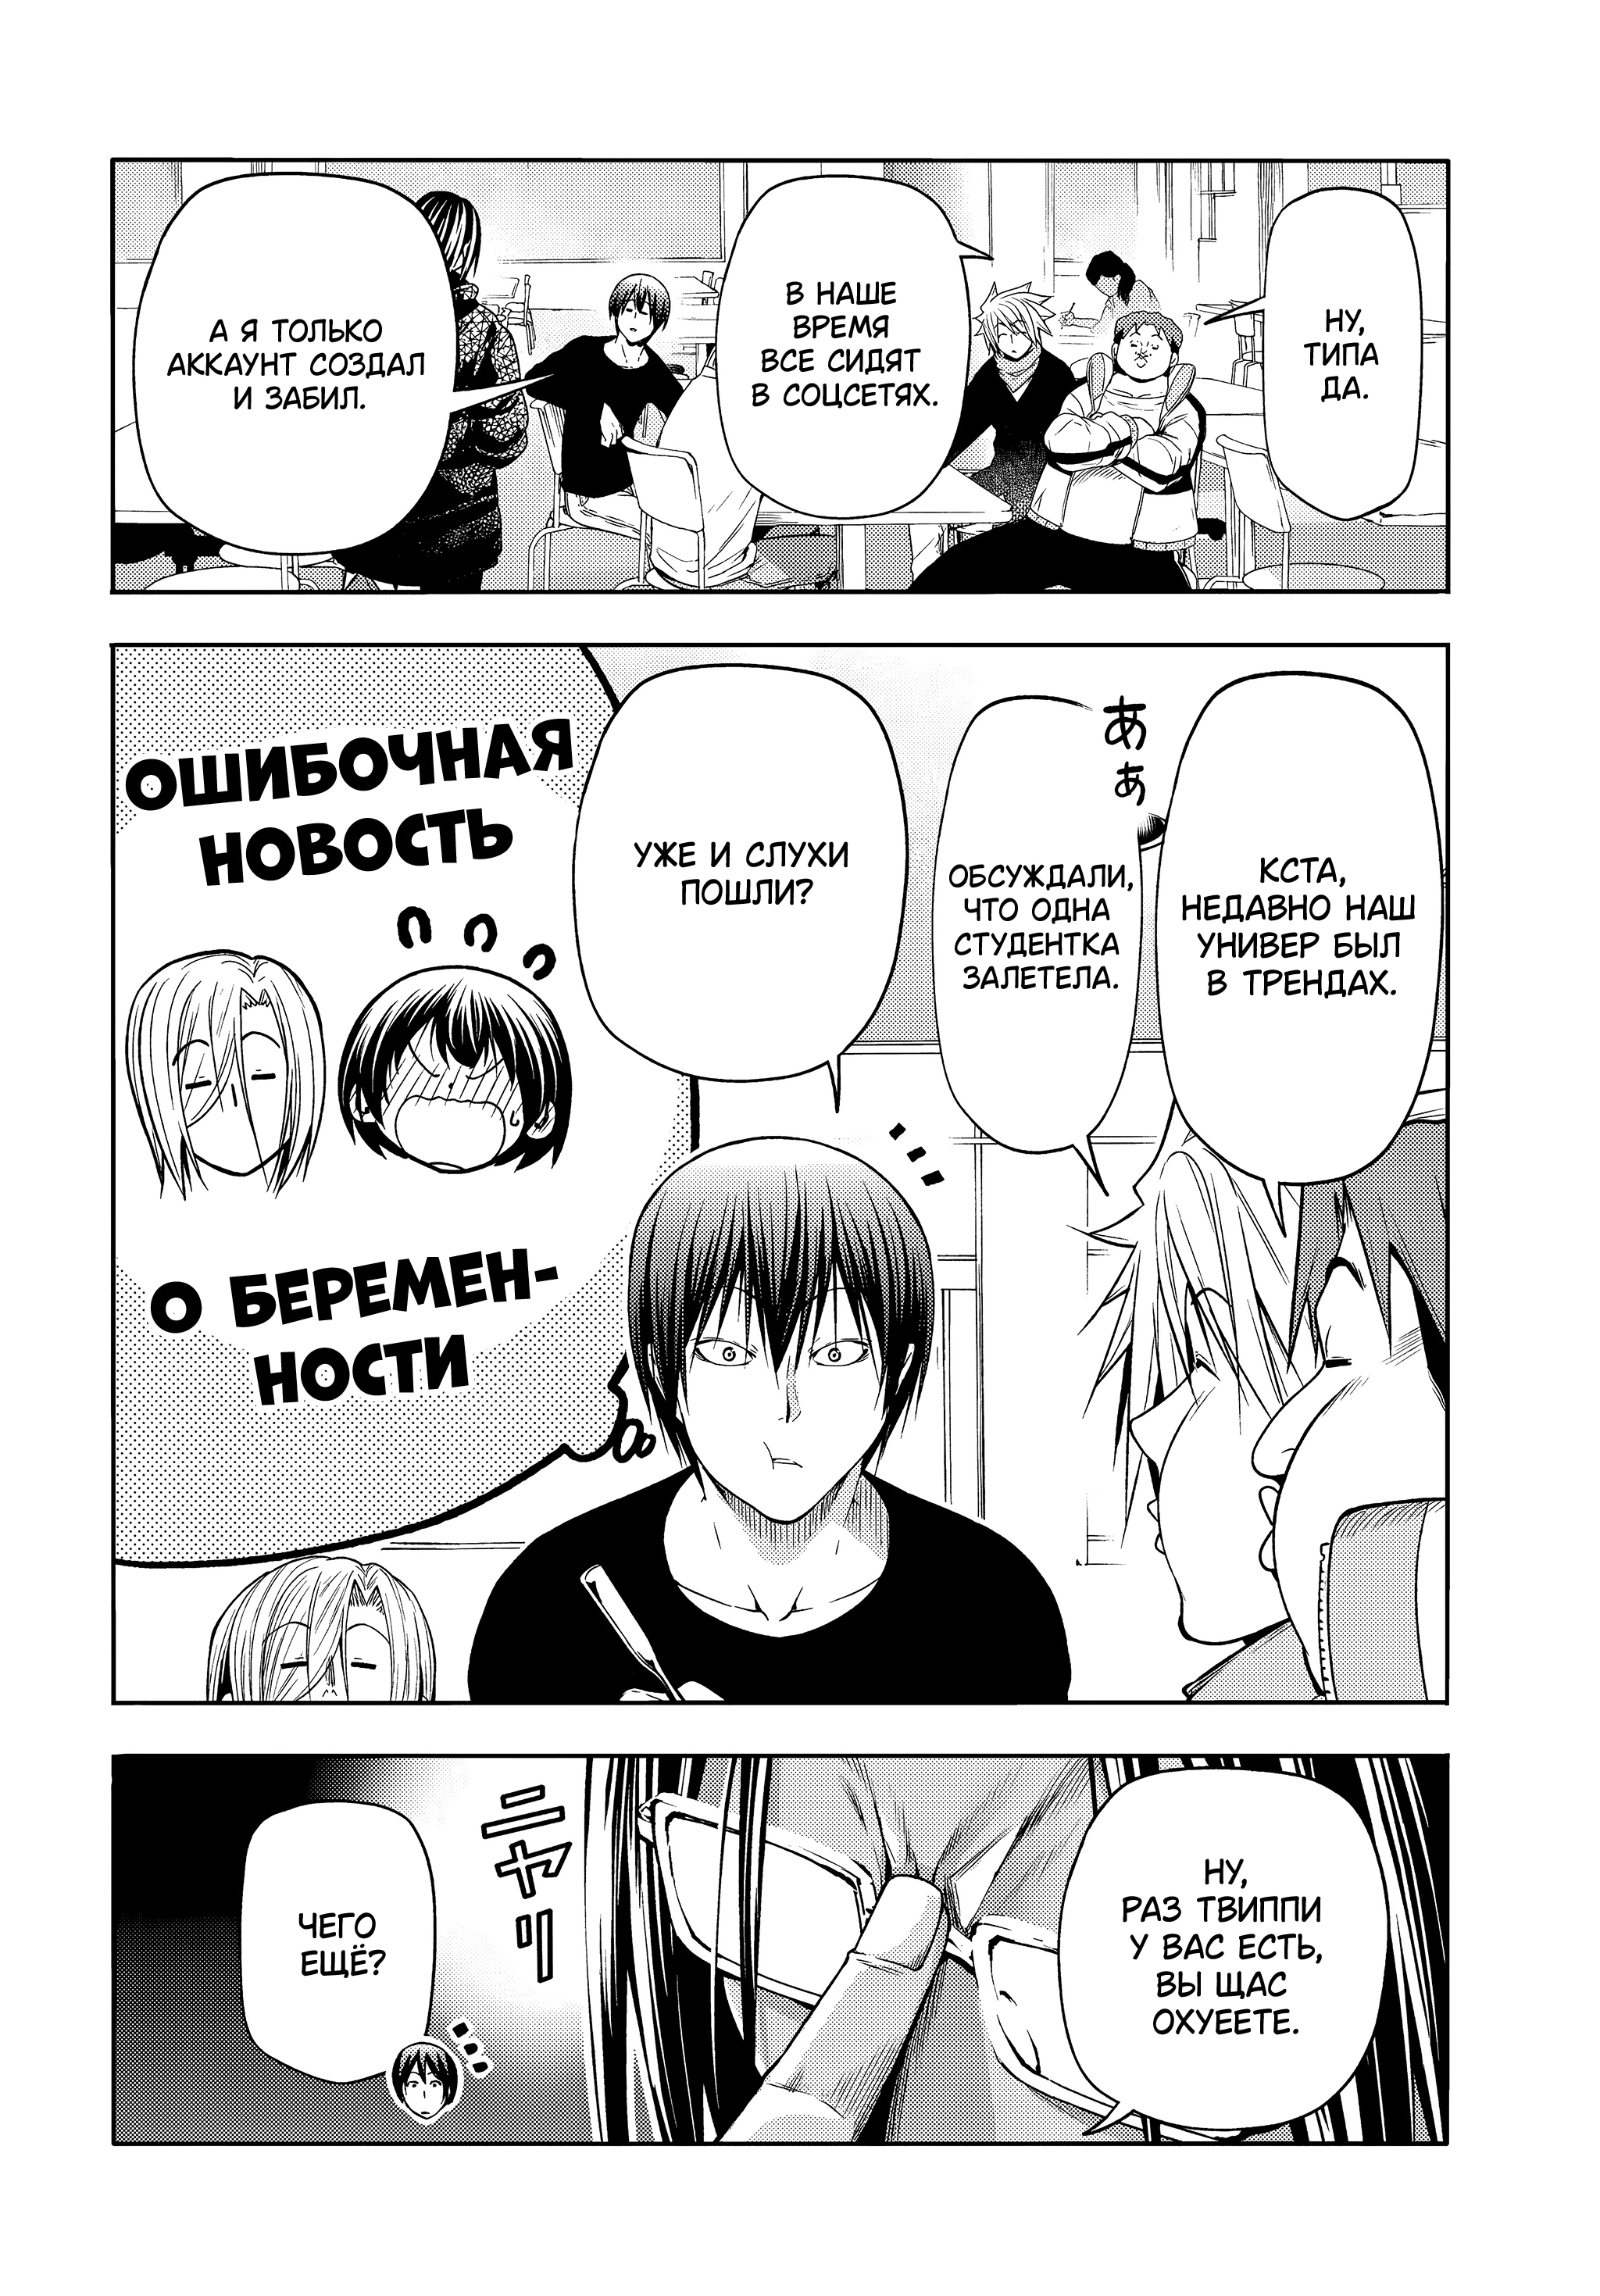 НУ,
ТИПА
ДА.
В НАШЕ
ВРЕМЯ
ВСЕ СИДЯТ
В СОЦСЕТЯХ.
А Я ТОЛЬКО
АККАУНТ СОЗДАЛ
И ЗАБИЛ.
КСТА,
НЕДАВНО НАШ
УНИВЕР БЫЛ
В ТРЕНДАХ.
あぁ
ОБСУЖДАЛИ,
ЧТО ОДНА
СТУДЕНТКА
ЗАЛЕТЕЛА.
УЖЕ И СЛУХИ
ПОШЛИ?
ОШИБОЧНАЯ
НОВОСТЬ
О БЕРЕМЕН-
НОСТИ
НУ,
РАЗ ТВИППИ
У ВАС ЕСТЬ,
ВЫ ЩАС
ОХУЕЕТЕ.
ニャリ
ЧЕГО
ЕЩЁ?